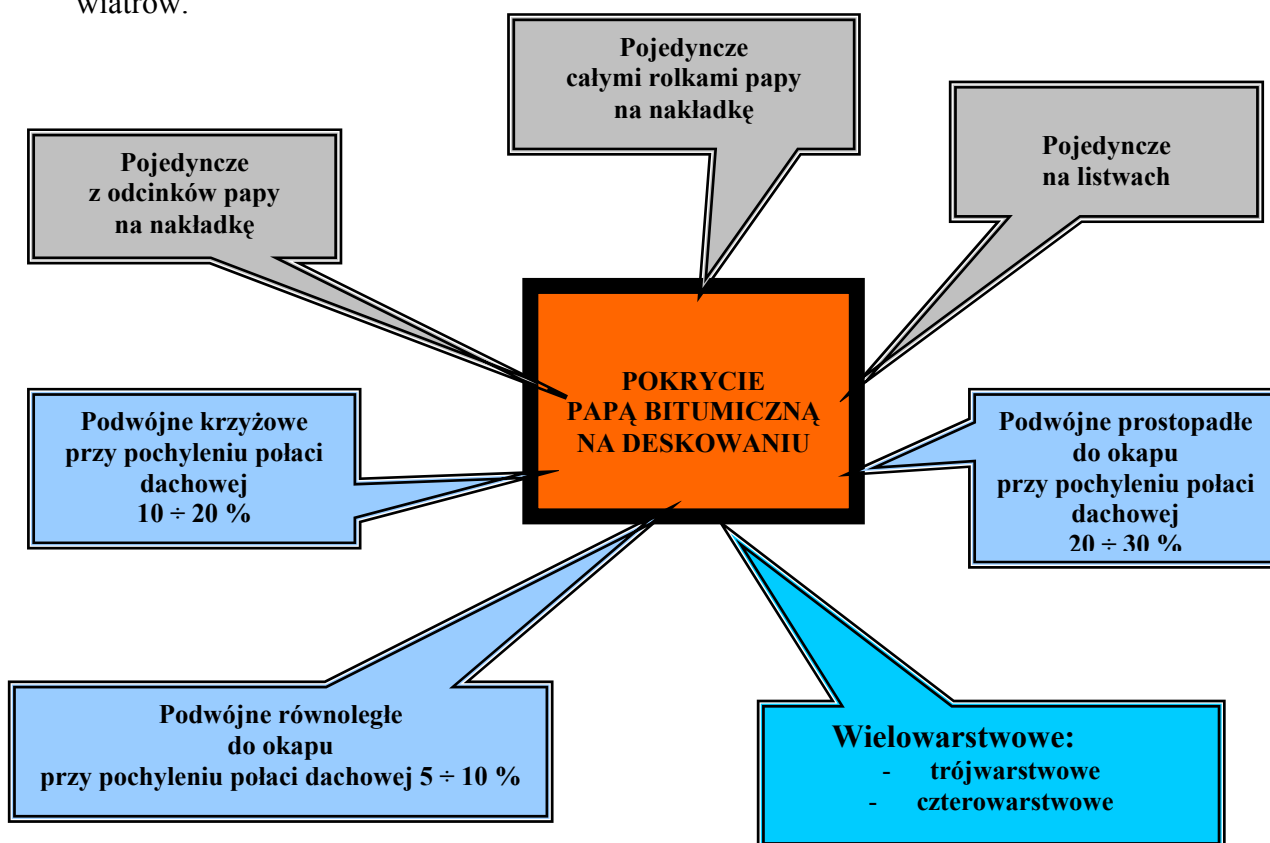 wiatrów.
Pojedyncze
całymi rolkami papy
na nakładkę
Pojedyncze
z odcinków papy
na nakładkę
Pojedyncze
na listwach
POKRYCIE
PAPĄ BITUMICZNĄ
NA DESKOWANIU
Podwójne krzyżowe
przy pochyleniu połaci
dachowej
10 ÷ 20 %
Podwójne prostopadłe
do okapu
przy pochyleniu połaci
dachowej
20 ÷ 30 %
Podwójne równoległe
do okapu
przy pochyleniu połaci dachowej 5 ÷ 10 %
Wielowarstwowe:
- trójwarstwowe
- czterowarstwowe